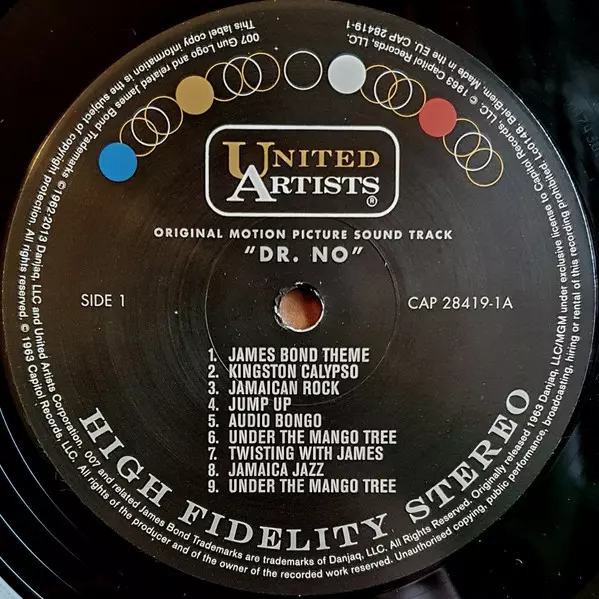 007 Gun Logo and related James Bond Trademarks ©1962-2013 Danjaq, LLC and United Artists Corporation. 007 and related James Bond Trademarks are trademarks of Danjaq, LLC. All Rights Reserved.
This label copy information is the subject of copyright protection. All rights reserved. © 1963 Capitol Records, LLC. All rights of the producer and of the owner of the recorded work reserved. Unauthorised copying, public performance, broadcasting, hiring or rental of this recording prohibited. Lc0148. Bel-Biem. Made in the EU. CAP 28419-1
1963 Capitol Records, LLC.
Originally released 1963 Danjaq, LLC/MGM under exclusive license to Capitol Records, LLC.
UNITED
ARTISTS
®
ORIGINAL MOTION PICTURE SOUND TRACK
"DR. NO"
SIDE 1
CAP 28419-1A
1. JAMES BOND THEME
2. KINGSTON CALYPSO
3. JAMAICAN ROCK
4. JUMP UP
5. AUDIO BONGO
6. UNDER THE MANGO TREE
7. TWISTING WITH JAMES
8. JAMAICA JAZZ
9. UNDER THE MANGO TREE
HIGH FIDELITY STEREO